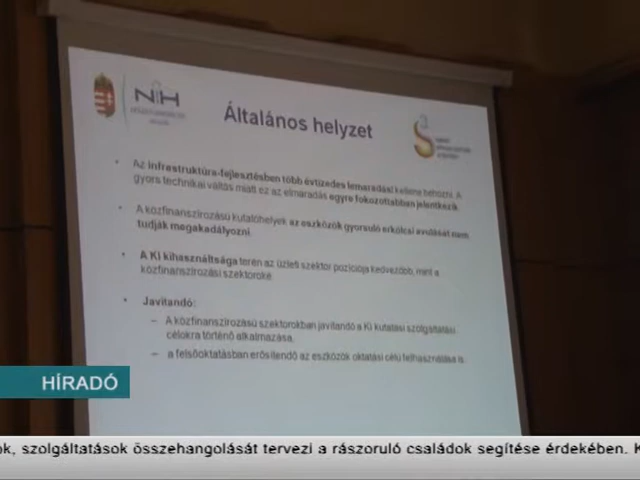 NIH
Általános helyzet
• Az infrastruktúra-fejlesztésben több évtizedes lemaradást kellene behozni. A
gyors technikai váltás miatt ez az elmaradás egyre fokozottabban jelentkezik.
• A közfinanszírozású kutatóhelyek az eszközök gyorsuló erkölcsi avulását nem
tudják megakadályozni.
• A KI kihasználtsága terén az üzleti szektor pozíciója kedvezőbb, mint a
közfinanszírozási szektoroké.
• Javítandó:
– A közfinanszírozású szektorokban javítandó a KI kutatási szolgáltatási
célokra történő alkalmazása,
– a felsőoktatásban erősítendő az eszközök oktatási célú felhasználása is.
HÍRADÓ
ok, szolgáltatások összehangolását tervezi a rászoruló családok segítése érdekében. K